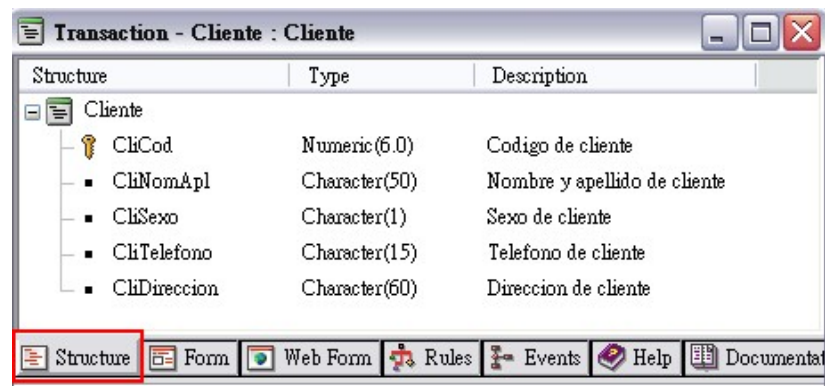 Transaction - Cliente : Cliente
Structure Type Description
Cliente
CliCod Numeric(6.0) Codigo de cliente
CliNomApl Character(50) Nombre y apellido de cliente
CliSexo Character(1) Sexo de cliente
CliTelefono Character(15) Telefono de cliente
CliDireccion Character(60) Direccion de cliente
Structure Form Web Form Rules Events Help Documentat